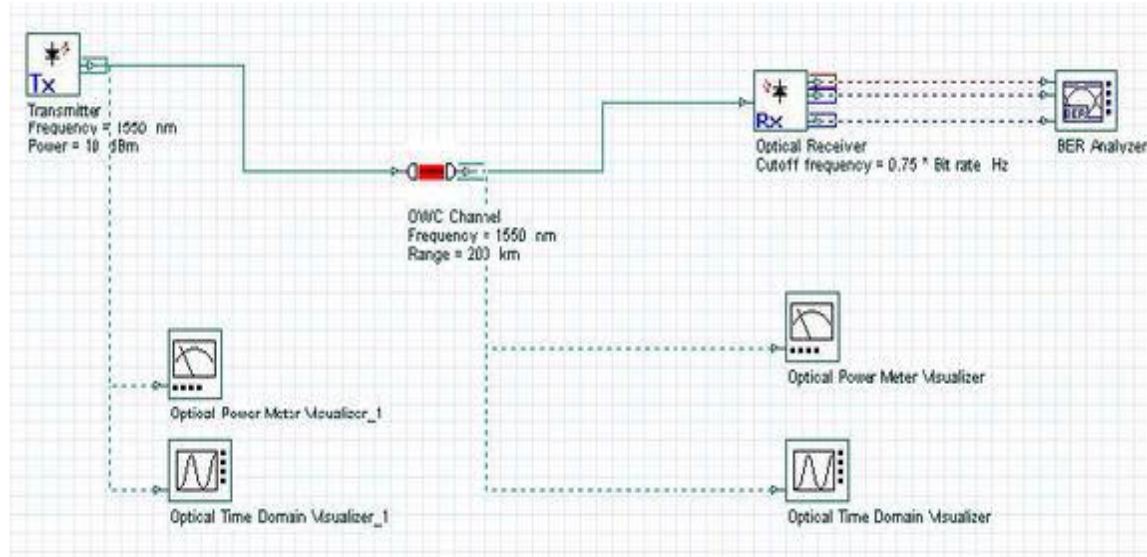 Tx
Transmitter
Frequency = 1550 nm
Power = 10 dBm
OWC Channel
Frequency = 1550 nm
Range = 200 km
Rx
Optical Receiver
Cutoff frequency = 0.75 * Bit rate Hz
BER
BER Analyzer
Optical Power Meter Visualizer_1
Optical Time Domain Visualizer_1
Optical Power Meter Visualizer
Optical Time Domain Visualizer